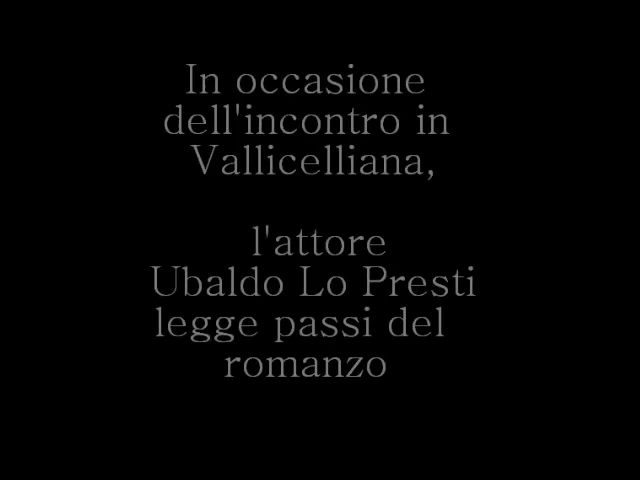 In occasione
dell'incontro in
Vallicelliana,
l'attore
Ubaldo Lo Presti
legge passi del
romanzo